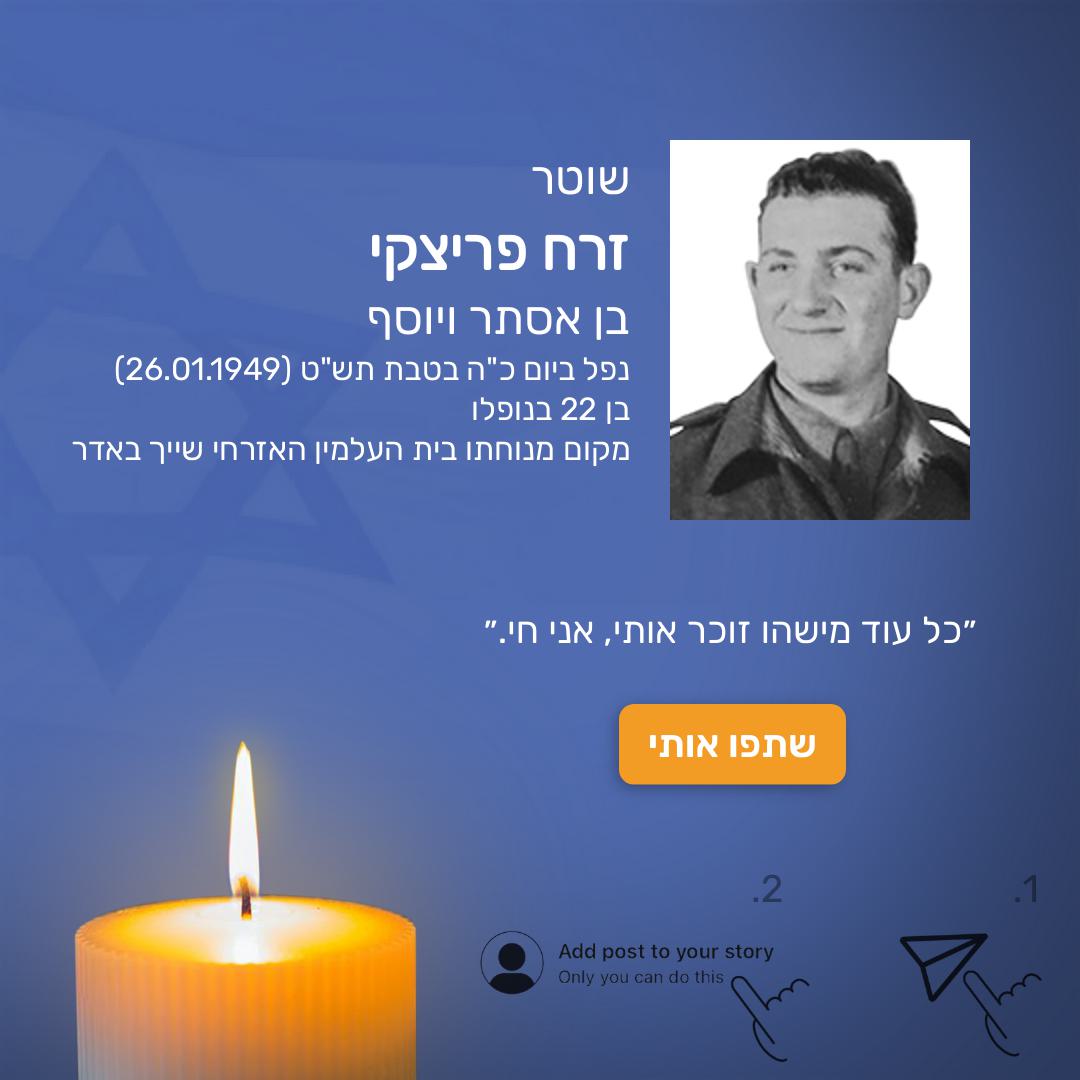 שוטר
זרח פריצקי
בן אסתר ויוסף
נפל ביום כ"ה בטבת תש"ט (26.01.1949)
בן 22 בנופלו
מקום מנוחתו בית העלמין האזרחי שייך באדר
״כל עוד מישהו זוכר אותי, אני חי.״
שתפו אותי
1.
2.
Add post to your story
Only you can do this